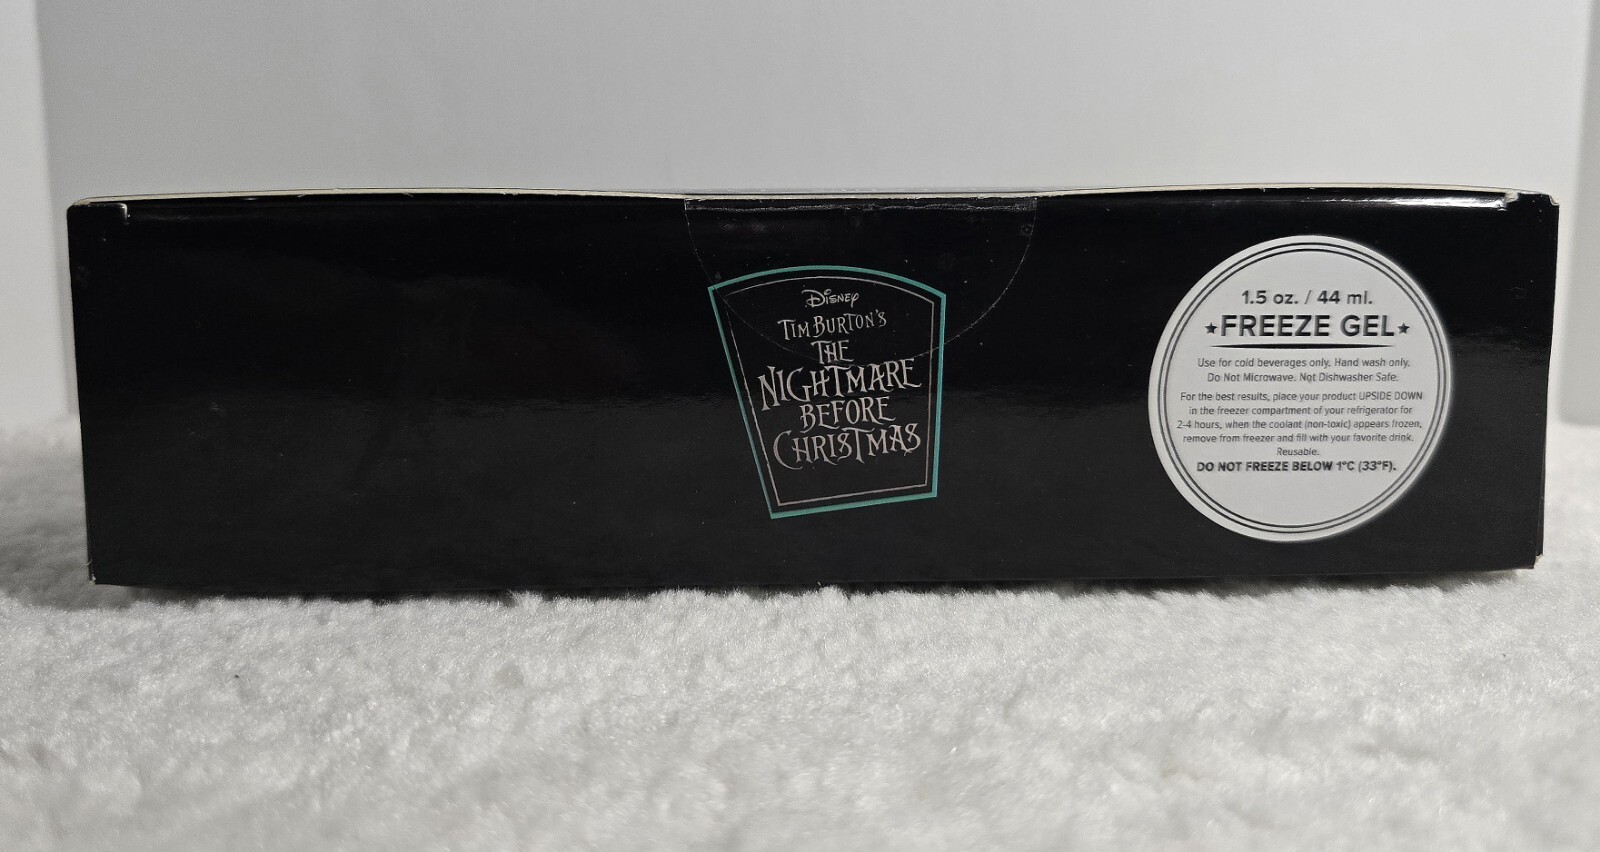 Disney
TIM BURTON'S
THE
NIGHTMARE
BEFORE
CHRISTMAS
1.5 oz. / 44 ml.
★FREEZE GEL★
Use for cold beverages only. Hand wash only.
Do Not Microwave. Not Dishwasher Safe.
For the best results, place your product UPSIDE DOWN
in the freezer compartment of your refrigerator for
2-4 hours, when the coolant (non-toxic) appears frozen,
remove from freezer and fill with your favorite drink.
Reusable.
DO NOT FREEZE BELOW 1°C (33°F).